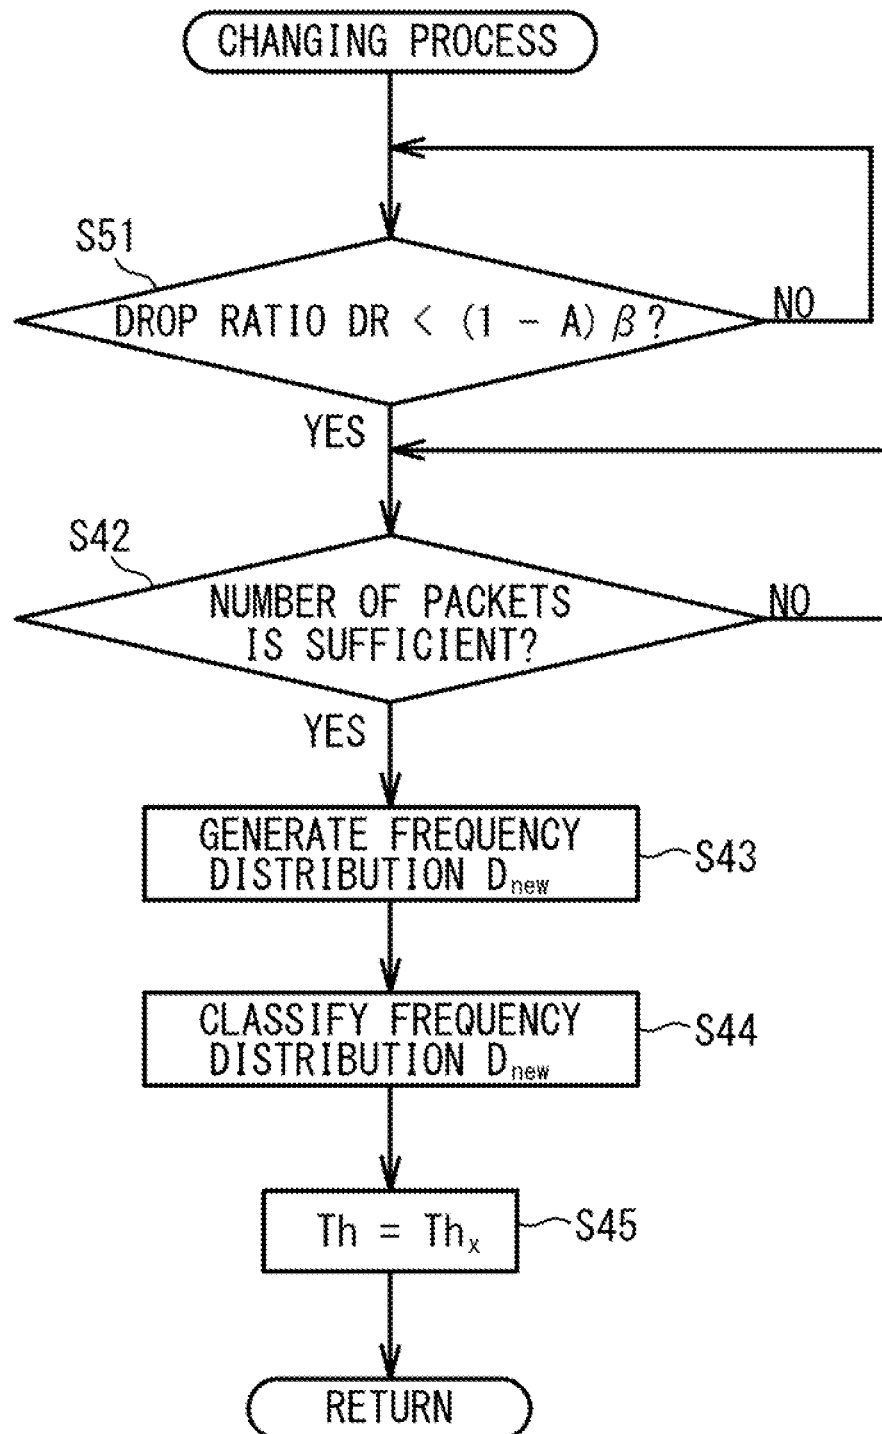 CHANGING PROCESS
S51
DROP RATIO DR < (1 - A) β?
NO
YES
S42
NUMBER OF PACKETS
IS SUFFICIENT?
NO
YES
GENERATE FREQUENCY
DISTRIBUTION Dnew
S43
CLASSIFY FREQUENCY
DISTRIBUTION Dnew
S44
Th = Thx
S45
RETURN